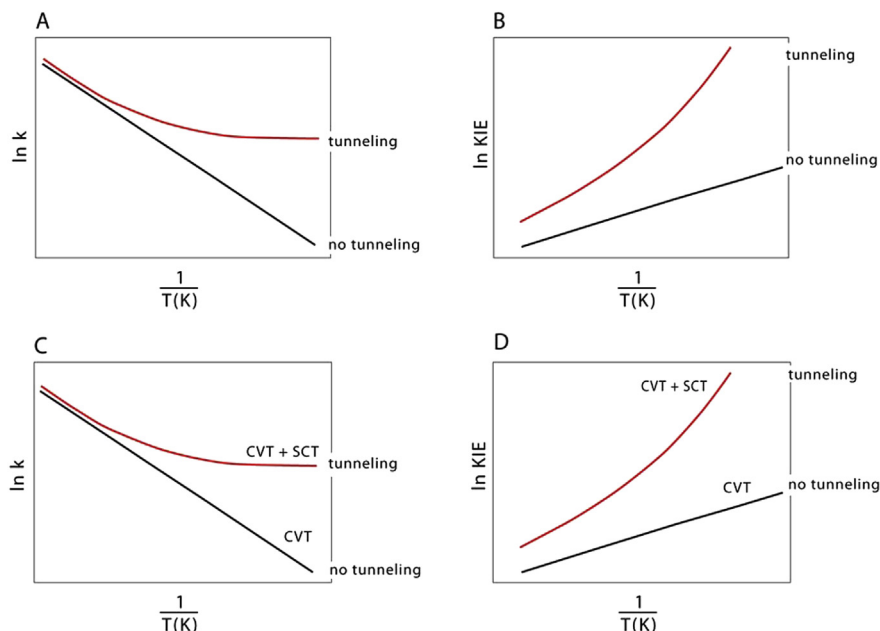 A
ln k
tunneling
no tunneling
1
T(K)
B
ln KIE
tunneling
no tunneling
1
T(K)
C
ln k
CVT + SCT
tunneling
CVT
no tunneling
1
T(K)
D
ln KIE
CVT + SCT
tunneling
CVT
no tunneling
1
T(K)